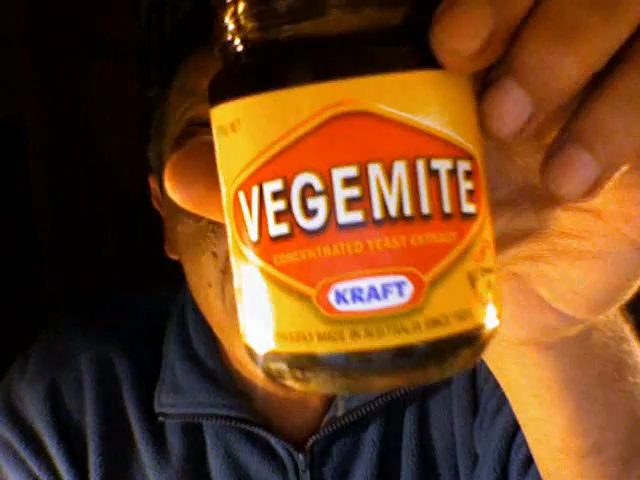 VEGEMITE
CONCENTRATED YEAST EXTRACT
KRAFT
MADE IN AUSTRALIA SINCE